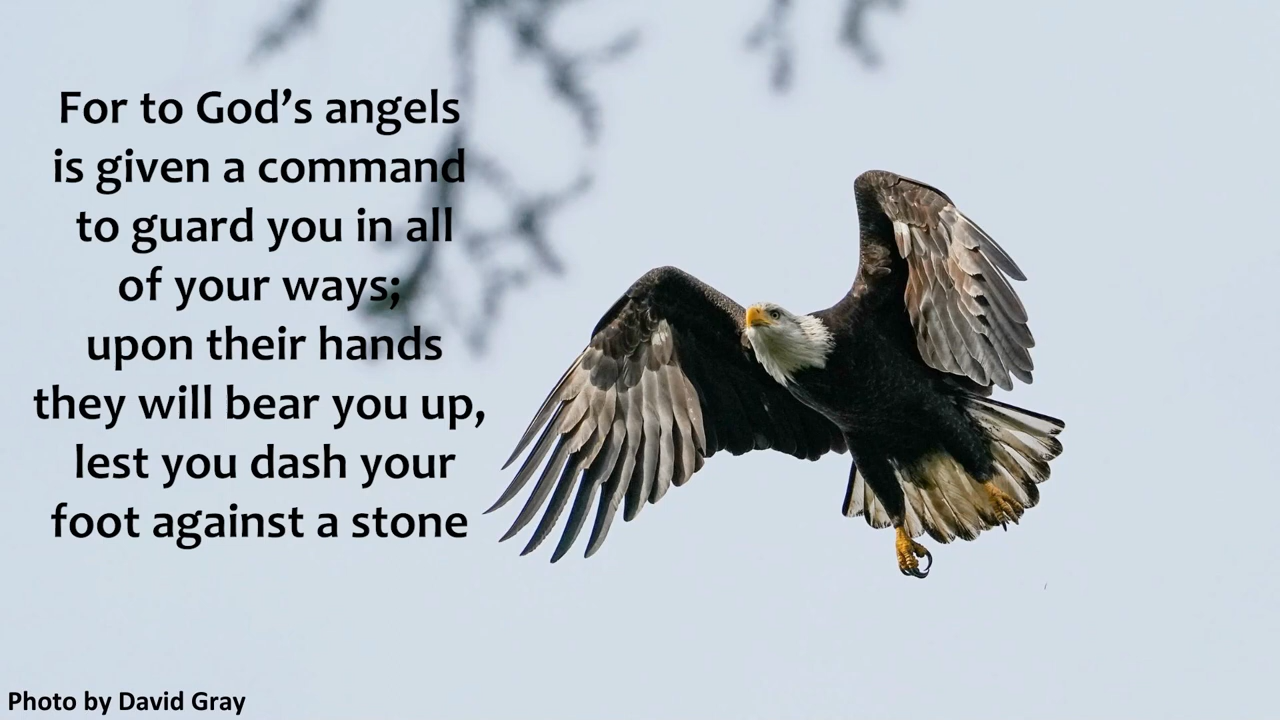 For to God’s angels
is given a command
to guard you in all
of your ways;
upon their hands
they will bear you up,
lest you dash your
foot against a stone
Photo by David Gray